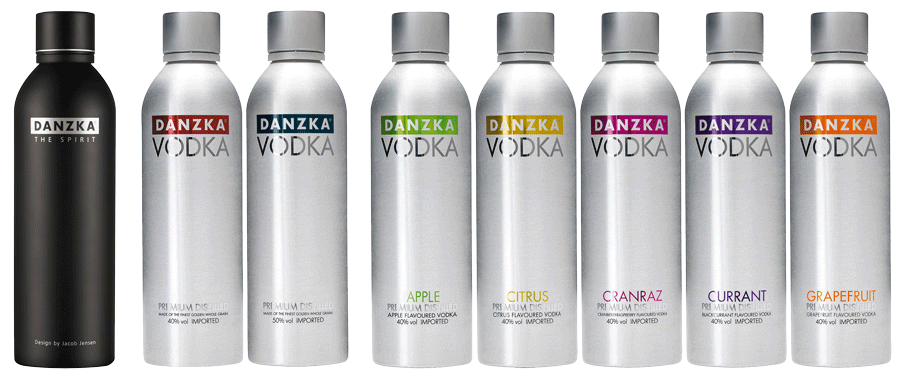 DANZKA
THE SPIRIT
Design by Jacob Jensen
DANZKA®
VODKA
PREMIUM DISTILLED
MADE OF THE FINEST GOLDEN WHOLE GRAIN
40% vol IMPORTED
DANZKA®
VODKA
PREMIUM DISTILLED
MADE OF THE FINEST GOLDEN WHOLE GRAIN
50% vol IMPORTED
DANZKA®
VODKA
APPLE
PREMIUM DISTILLED
APPLE FLAVOURED VODKA
40% vol IMPORTED
DANZKA®
VODKA
CITRUS
PREMIUM DISTILLED
CITRUS FLAVOURED VODKA
40% vol IMPORTED
DANZKA®
VODKA
CRANRAZ
PREMIUM DISTILLED
CRANBERRY/RASPBERRY FLAVOURED VODKA
40% vol IMPORTED
DANZKA®
VODKA
CURRANT
PREMIUM DISTILLED
BLACKCURRANT FLAVOURED VODKA
40% vol IMPORTED
DANZKA®
VODKA
GRAPEFRUIT
PREMIUM DISTILLED
GRAPEFRUIT FLAVOURED VODKA
40% vol IMPORTED